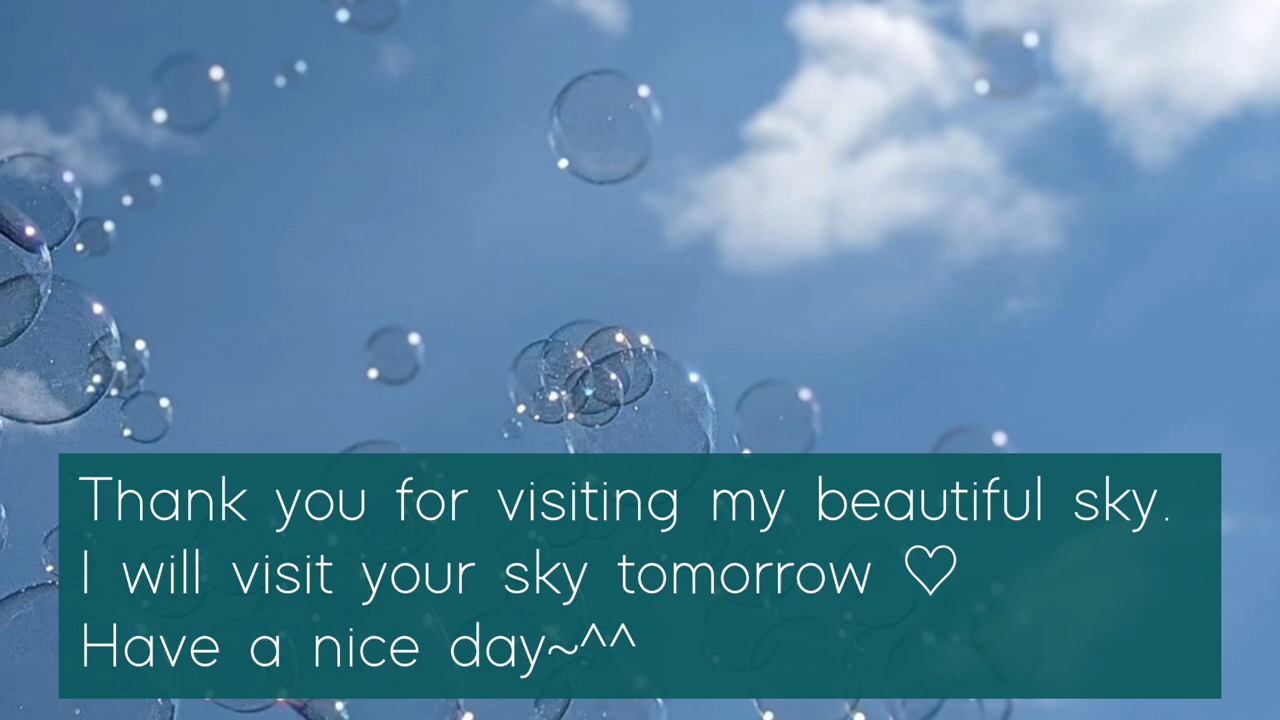 Thank you for visiting my beautiful sky.
I will visit your sky tomorrow ♡
Have a nice day~^^